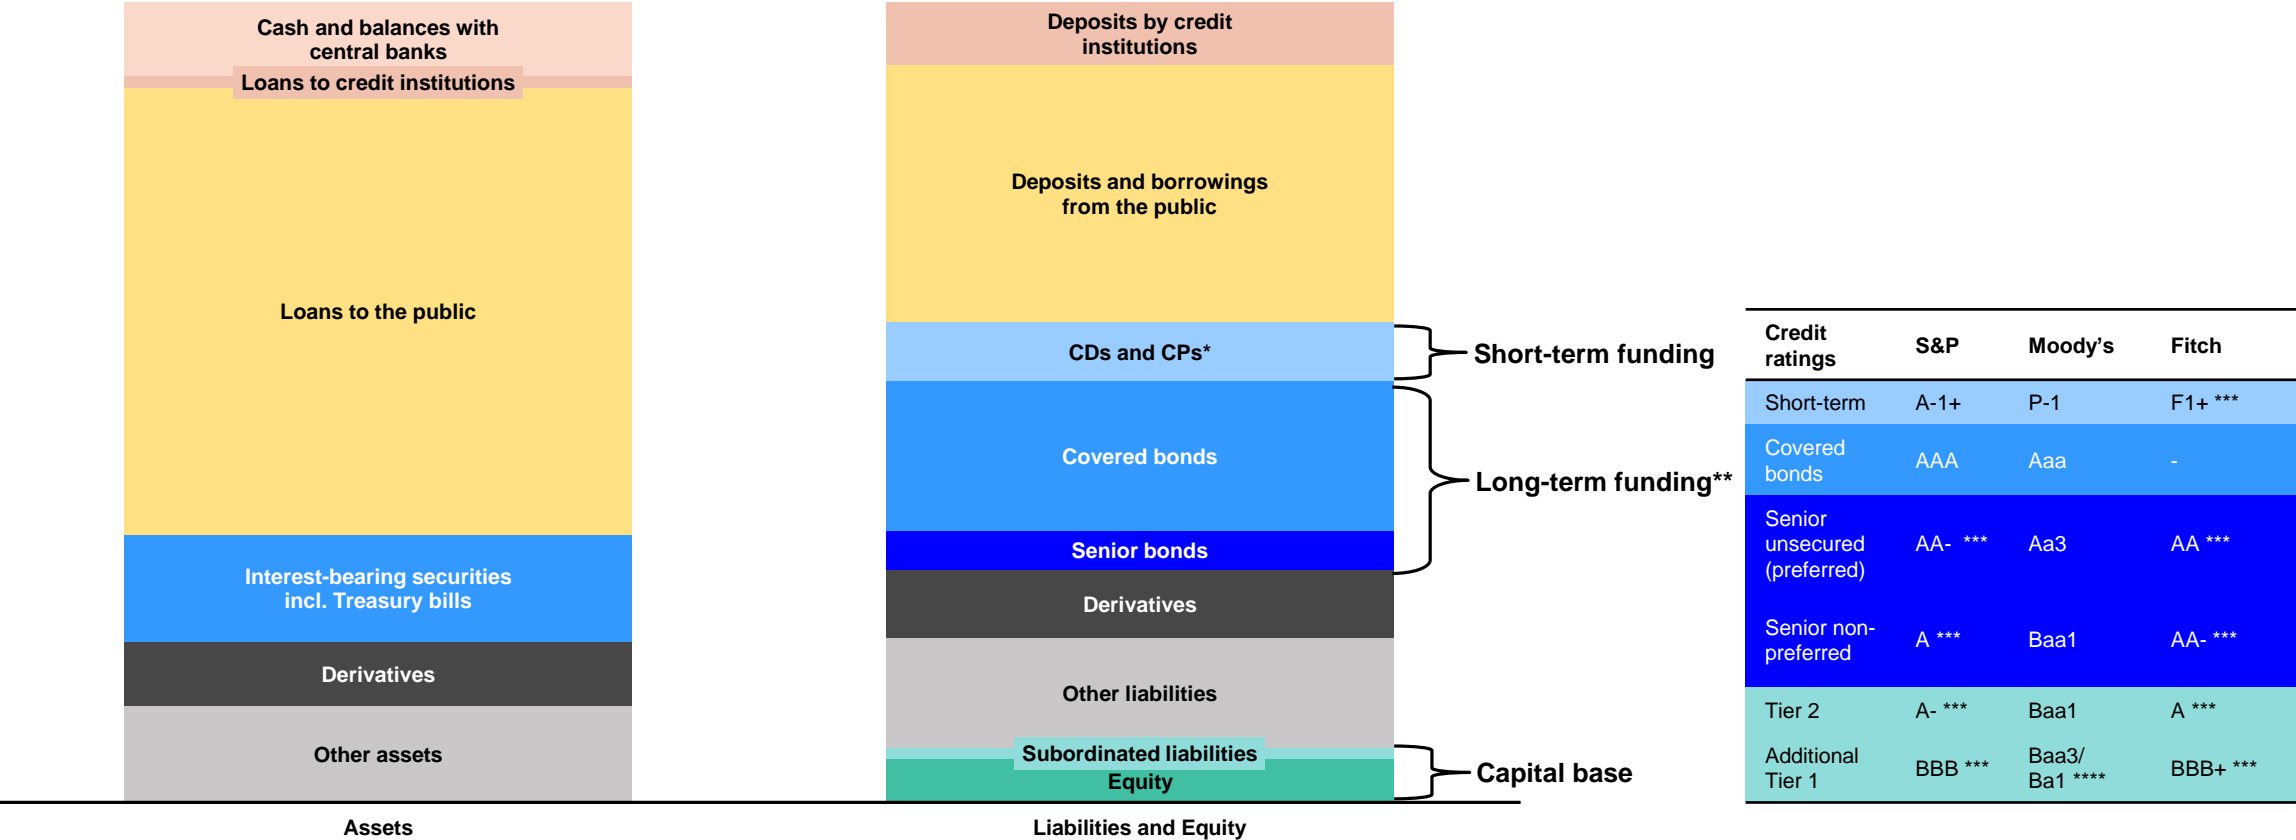 Cash and balances with
central banks
Loans to credit institutions
Loans to the public
Interest-bearing securities
incl. Treasury bills
Derivatives
Other assets
Assets
Deposits by credit
institutions
Deposits and borrowings
from the public
CDs and CPs*
Covered bonds
Senior bonds
Derivatives
Other liabilities
Subordinated liabilities
Equity
Liabilities and Equity
Short-term funding
Long-term funding**
Capital base
Credit
ratings
S&P
Moody's
Fitch
Short-term
A-1+
P-1
F1+ ***
Covered
bonds
AAA
Aaa
-
Senior
unsecured
(preferred)
AA- ***
Aa3
AA ***
Senior non-
preferred
A ***
Baa1
AA- ***
Tier 2
A- ***
Baa1
A ***
Additional
Tier 1
BBB ***
Baa3/
Ba1 ****
BBB+ ***